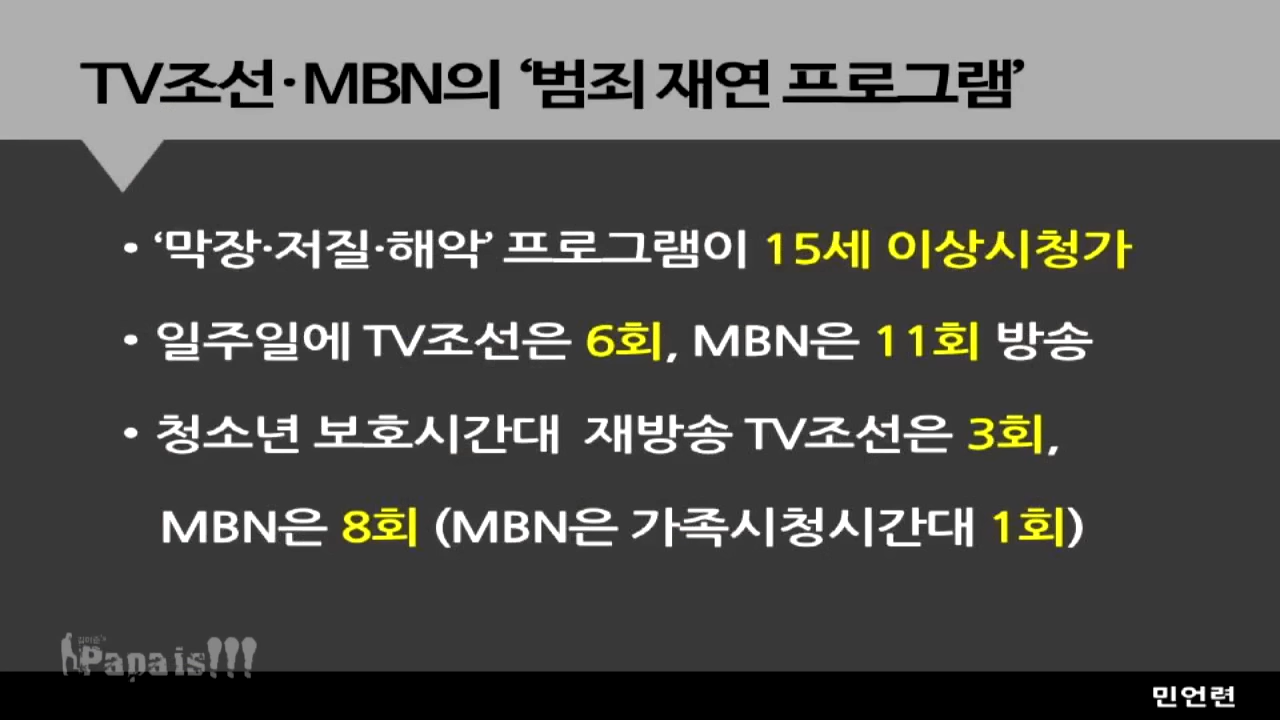 TV조선·MBN의 ‘범죄 재연 프로그램’
• ‘막장·저질·해악’ 프로그램이 15세 이상시청가
• 일주일에 TV조선은 6회, MBN은 11회 방송
• 청소년 보호시간대 재방송 TV조선은 3회,
MBN은 8회 (MBN은 가족시청시간대 1회)
김어준's
Papais!!!
민언련